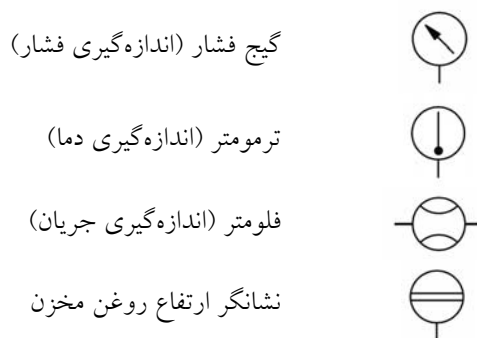 گیج فشار (اندازه‌گیری فشار)
ترمومتر (اندازه‌گیری دما)
فلومتر (اندازه‌گیری جریان)
نشانگر ارتفاع روغن مخزن